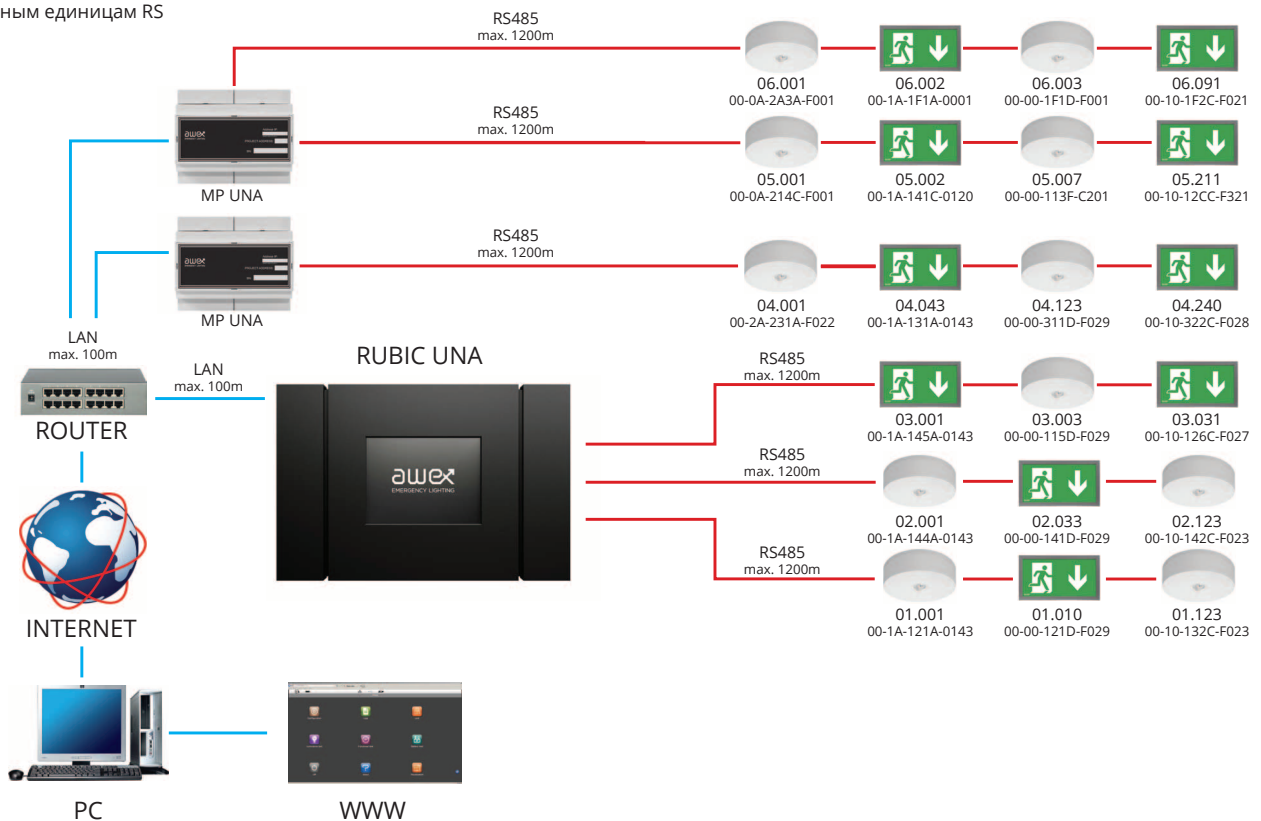 ным единицам RS
RS485
max. 1200m
06.001
00-0A-2A3A-F001
06.002
00-1A-1F1A-0001
06.003
00-00-1F1D-F001
06.091
00-10-1F2C-F021
awex
MP UNA
RS485
max. 1200m
05.001
00-0A-214C-F001
05.002
00-1A-141C-0120
05.007
00-00-113F-C201
05.211
00-10-12CC-F321
awex
MP UNA
RS485
max. 1200m
04.001
00-2A-231A-F022
04.043
00-1A-131A-0143
04.123
00-00-311D-F029
04.240
00-10-322C-F028
LAN
max. 100m
ROUTER
LAN
max. 100m
RUBIC UNA
awex
EMERGENCY LIGHTING
RS485
max. 1200m
03.001
00-1A-145A-0143
03.003
00-00-115D-F029
03.031
00-10-126C-F027
RS485
max. 1200m
02.001
00-1A-144A-0143
02.033
00-00-141D-F029
02.123
00-10-142C-F023
RS485
max. 1200m
01.001
00-1A-121A-0143
01.010
00-00-121D-F029
01.123
00-10-132C-F023
INTERNET
PC
WWW